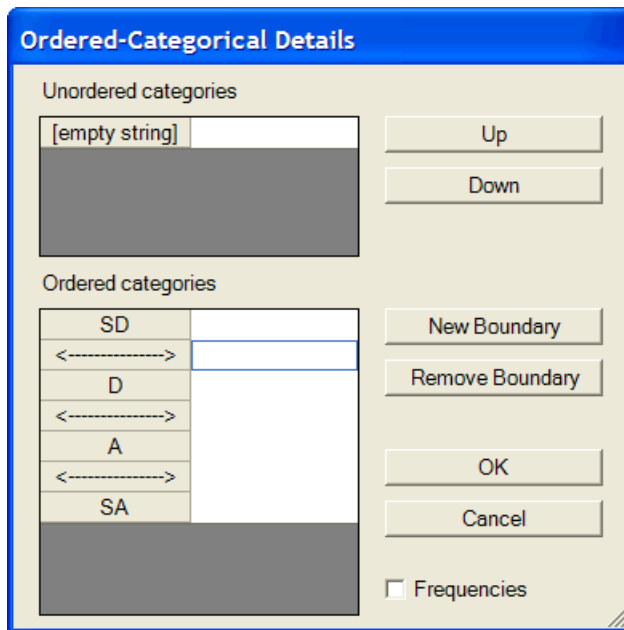 Ordered-Categorical Details
Unordered categories
[empty string]
Up
Down
Ordered categories
SD
<--------------->
D
<--------------->
A
<--------------->
SA
New Boundary
Remove Boundary
OK
Cancel
Frequencies